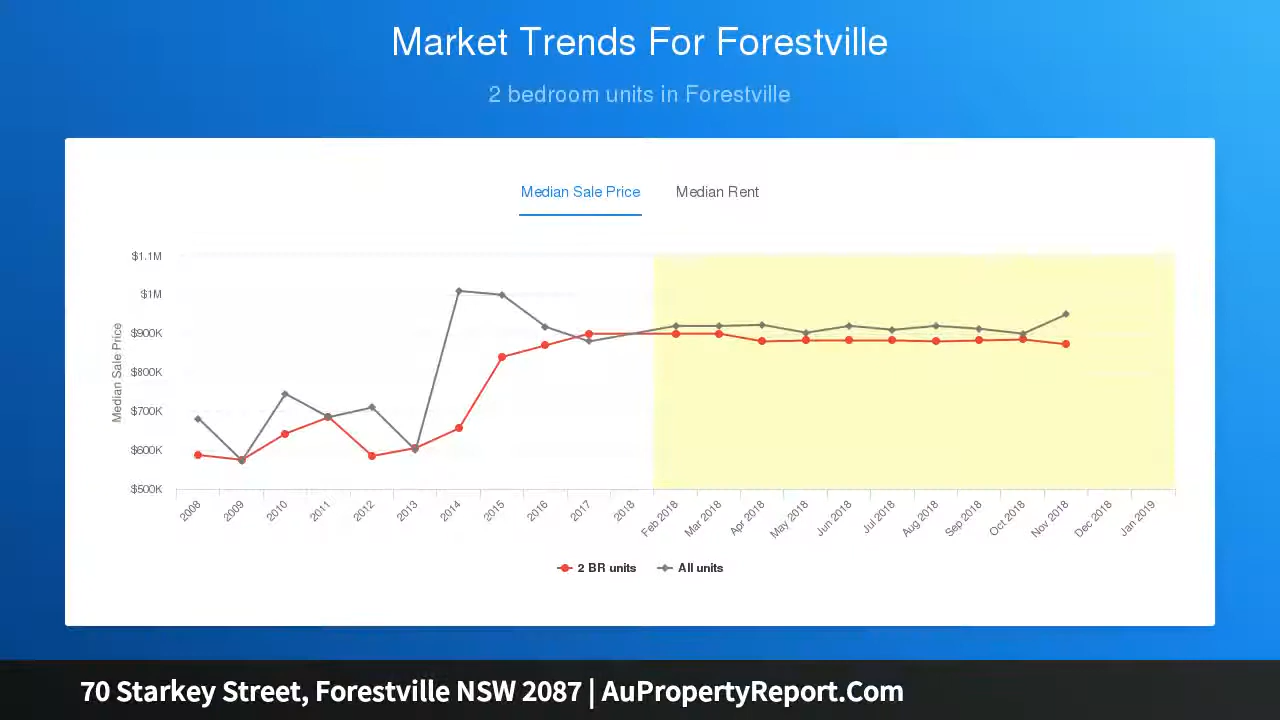 Market Trends For Forestville
2 bedroom units in Forestville
Median Sale Price
Median Rent
$1.1M
$1M
$900K
$800K
$700K
$600K
$500K
Median Sale Price
2008
2009
2010
2011
2012
2013
2014
2015
2016
2017
2018
Feb 2018
Mar 2018
Apr 2018
May 2018
Jun 2018
Jul 2018
Aug 2018
Sep 2018
Oct 2018
Nov 2018
Dec 2018
Jan 2019
2 BR units
All units
70 Starkey Street, Forestville NSW 2087 | AuPropertyReport.Com